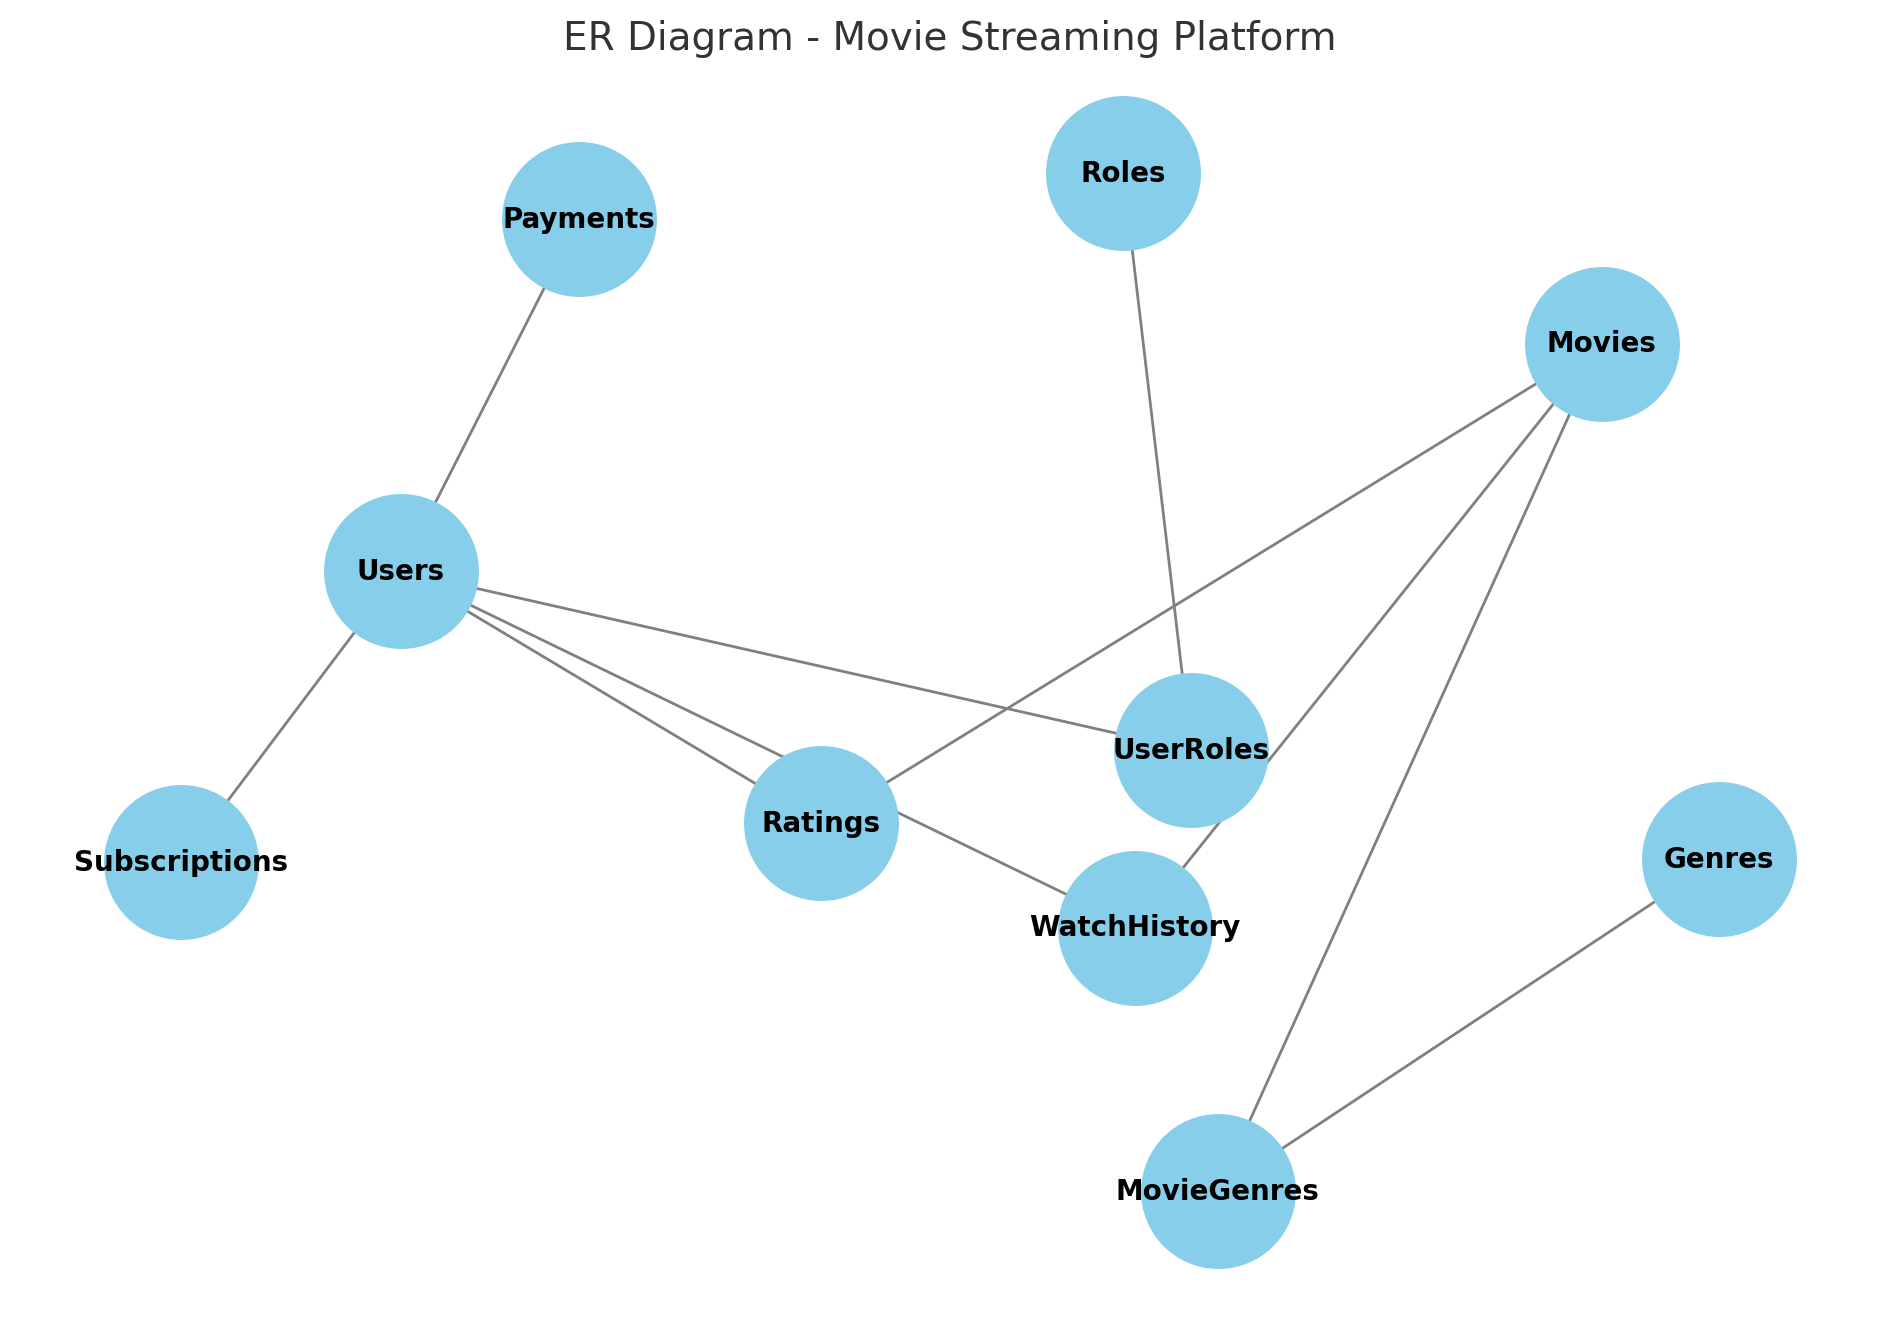 ER Diagram - Movie Streaming Platform
Roles
Payments
Movies
Users
UserRoles
Ratings
Genres
Subscriptions
WatchHistory
MovieGenres